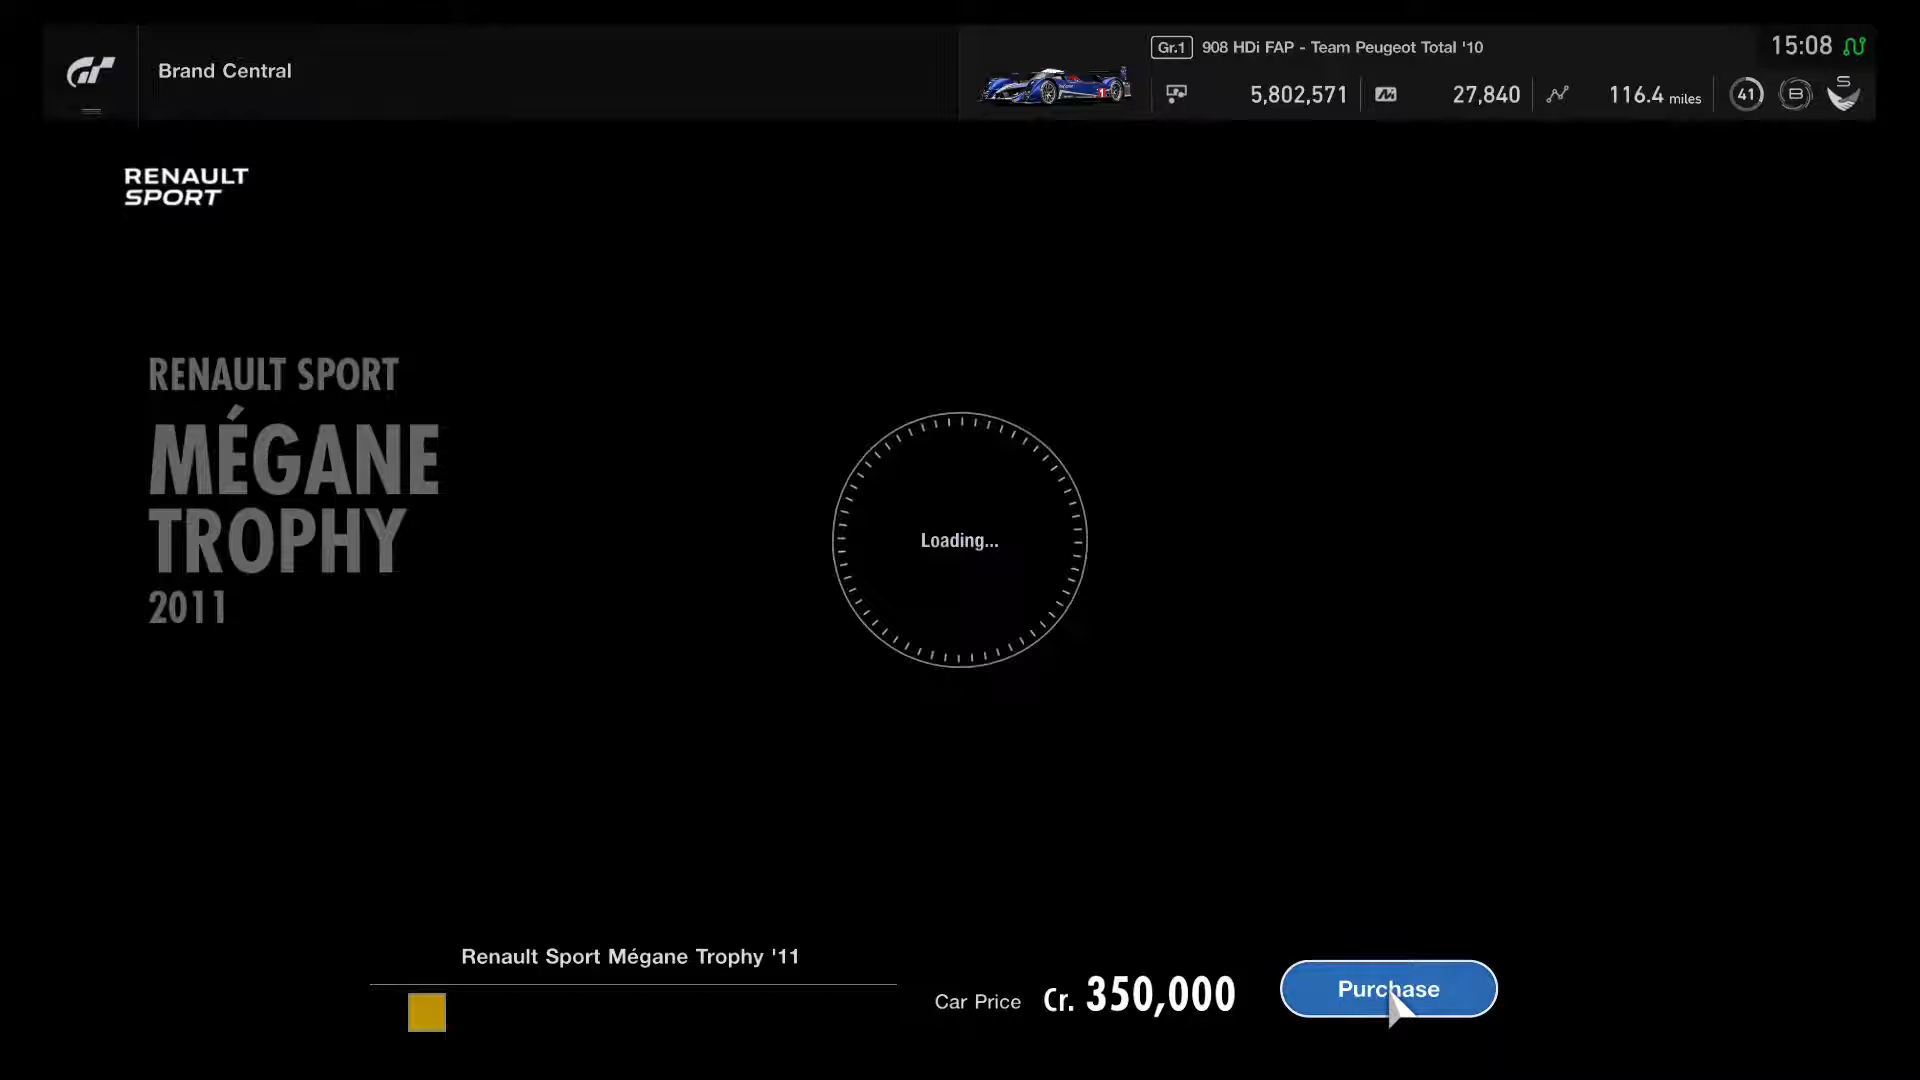 Brand Central
Gr.1 908 HDi FAP - Team Peugeot Total '10
15:08
5,802,571
27,840
116.4 miles
41
B
S
RENAULT
SPORT
RENAULT SPORT
MÉGANE
TROPHY
2011
Loading...
Renault Sport Mégane Trophy '11
Car Price Cr. 350,000
Purchase